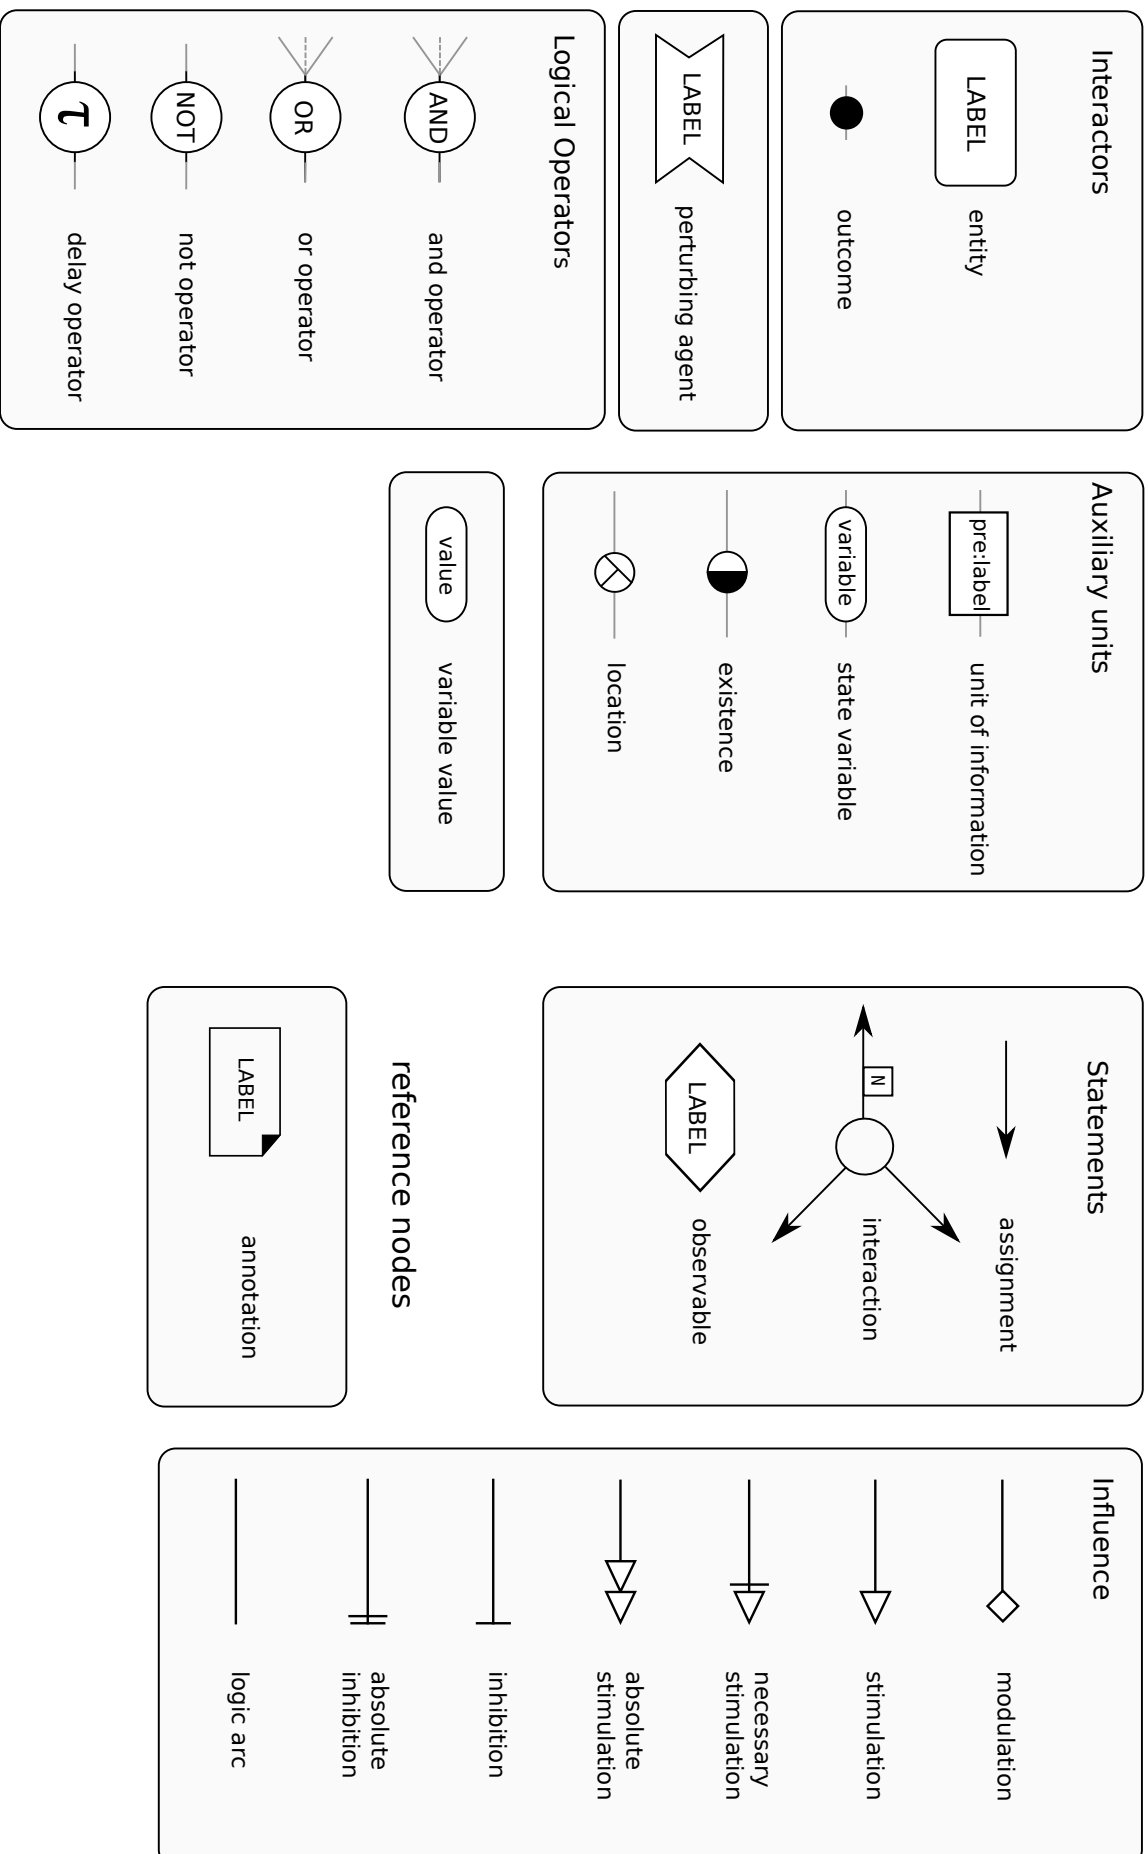 Interactors
LABEL
entity
outcome
LABEL
perturbing agent
Logical Operators
AND
and operator
OR
or operator
NOT
not operator
τ
delay operator
Auxiliary units
pre:label
unit of information
variable
state variable
existence
location
value
variable value
Statements
assignment
N
interaction
LABEL
observable
reference nodes
LABEL
annotation
Influence
modulation
stimulation
necessary
stimulation
absolute
stimulation
inhibition
absolute
inhibition
logic arc